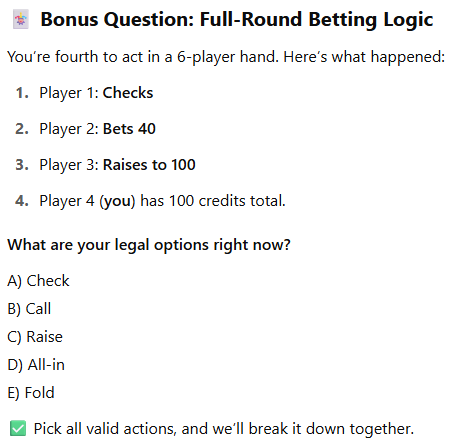 🃏 Bonus Question: Full-Round Betting Logic
You’re fourth to act in a 6-player hand. Here’s what happened:
1. Player 1: Checks
2. Player 2: Bets 40
3. Player 3: Raises to 100
4. Player 4 (you) has 100 credits total.
What are your legal options right now?
A) Check
B) Call
C) Raise
D) All-in
E) Fold
✅ Pick all valid actions, and we’ll break it down together.